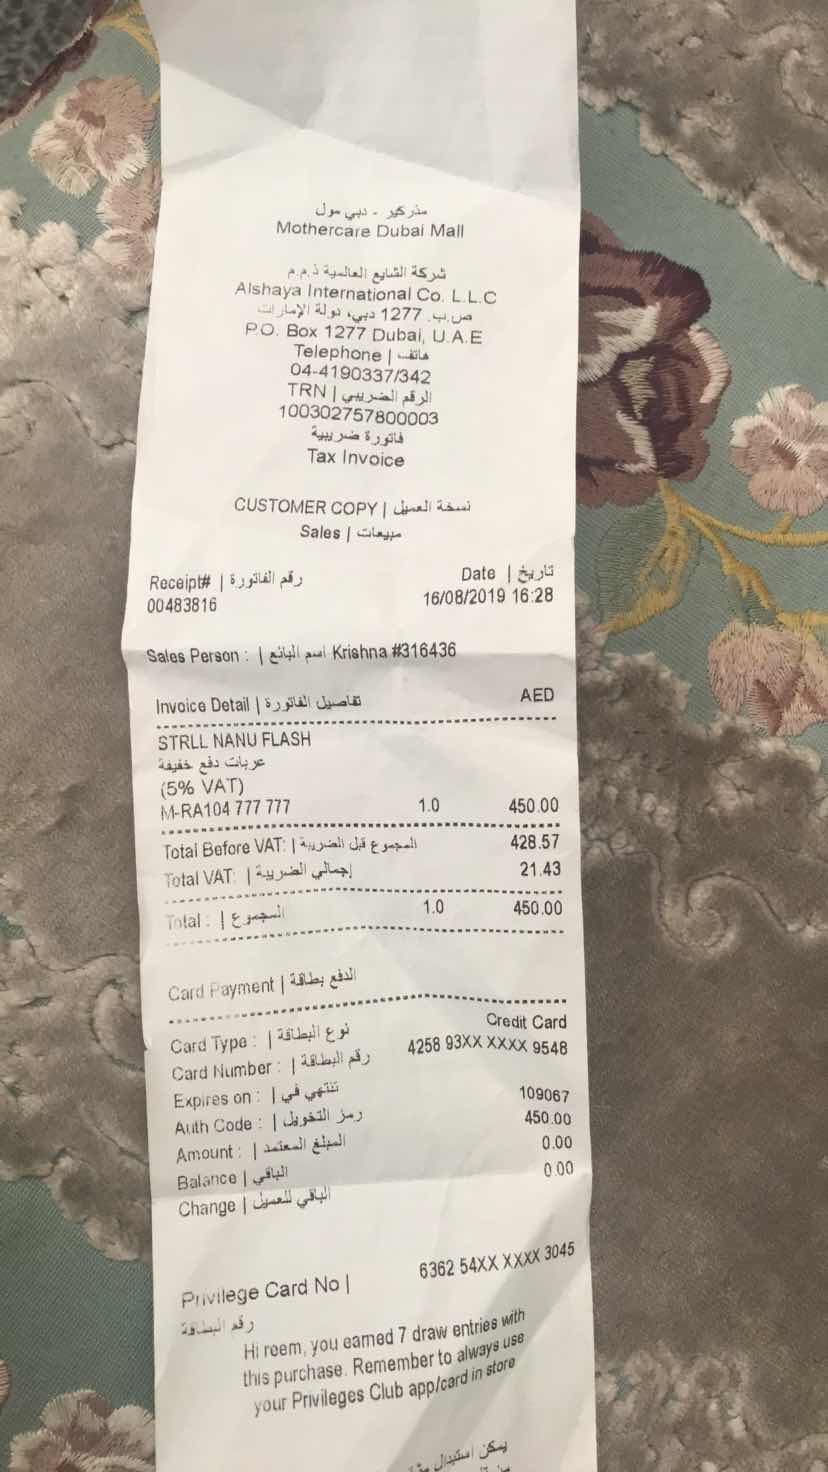 مذركير - دبي مول
Mothercare Dubai Mall
شركة الشايع العالمية ذ.م.م
Alshaya International Co. L.L.C
ص.ب. 1277 دبي، دولة الإمارات
P.O. Box 1277 Dubai, U.A.E
Telephone | هاتف
04-4190337/342
TRN | الرقم الضريبي
100302757800003
فاتورة ضريبية
Tax Invoice
CUSTOMER COPY | نسخة العميل
Sales | مبيعات
Receipt# | رقم الفاتورة Date | تاريخ
00483816 16/08/2019 16:28
Sales Person : | اسم البائع Krishna #316436
Invoice Detail | تفاصيل الفاتورة AED
STRLL NANU FLASH
عربات دفع خفيفة
(5% VAT)
M-RA104 777 777 1.0 450.00
Total Before VAT: | المجموع قبل الضريبة 428.57
Total VAT: | إجمالي الضريبة 21.43
Total : | المجموع 1.0 450.00
Card Payment | الدفع بطاقة
Card Type : | نوع البطاقة Credit Card
Card Number : | رقم البطاقة 4258 93XX XXXX 9548
Expires on : | تنتهي في
Auth Code : | رمز التخويل 109067
Amount : | المبلغ المعتمد 450.00
Balance | الباقي 0.00
Change | الباقي للعميل 0.00
Privilege Card No | 6362 54XX XXXX 3045
رقم البطاقة
Hi reem, you earned 7 draw entries with
this purchase. Remember to always use
your Privileges Club app/card in store
يمكن استبدال